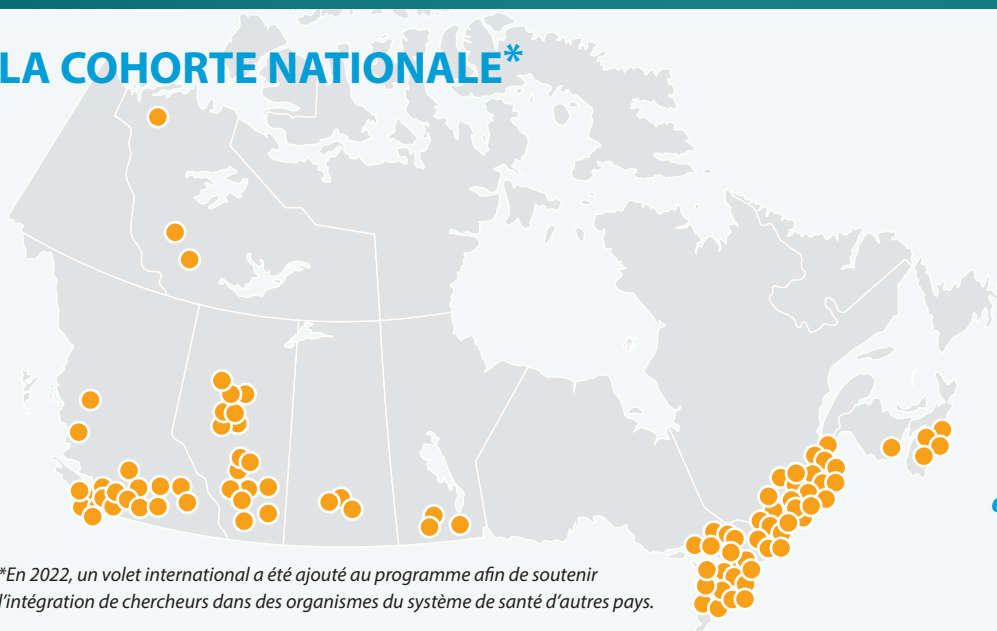 LA COHORTE NATIONALE*
*En 2022, un volet international a été ajouté au programme afin de soutenir
l'intégration de chercheurs dans des organismes du système de santé d'autres pays.